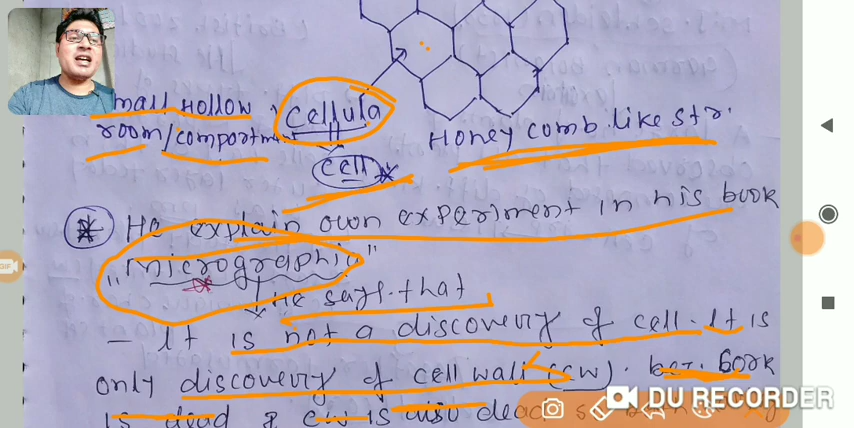 small Hollow
room/compartment
Cellula
cell
Honey comb like str.
He explain own experiment in his book
"micrographia"
He says that
– It is not a discovery of cell. It is
only discovery of cell wall (CW). bcz. cork
is dead & CW is also dead
DU RECORDER
GIF